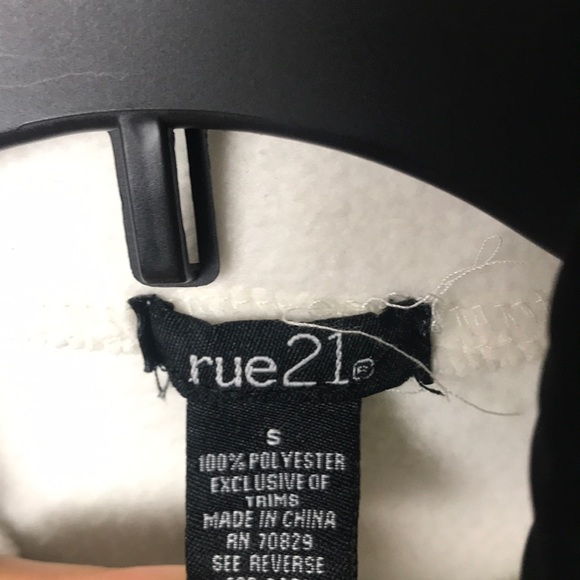 rue21®
S
100% POLYESTER
EXCLUSIVE OF
TRIMS
MADE IN CHINA
RN 70829
SEE REVERSE